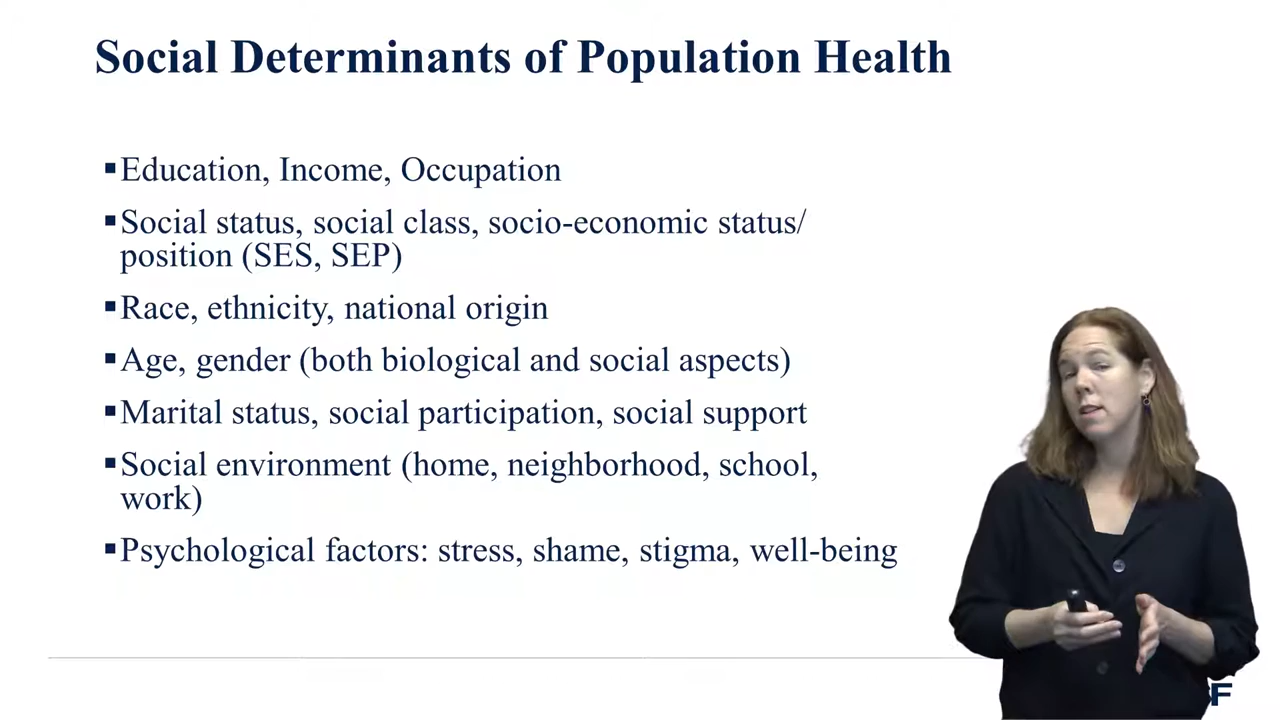 Social Determinants of Population Health
▪Education, Income, Occupation
▪Social status, social class, socio-economic status/
position (SES, SEP)
▪Race, ethnicity, national origin
▪Age, gender (both biological and social aspects)
▪Marital status, social participation, social support
▪Social environment (home, neighborhood, school,
work)
▪Psychological factors: stress, shame, stigma, well-being
F